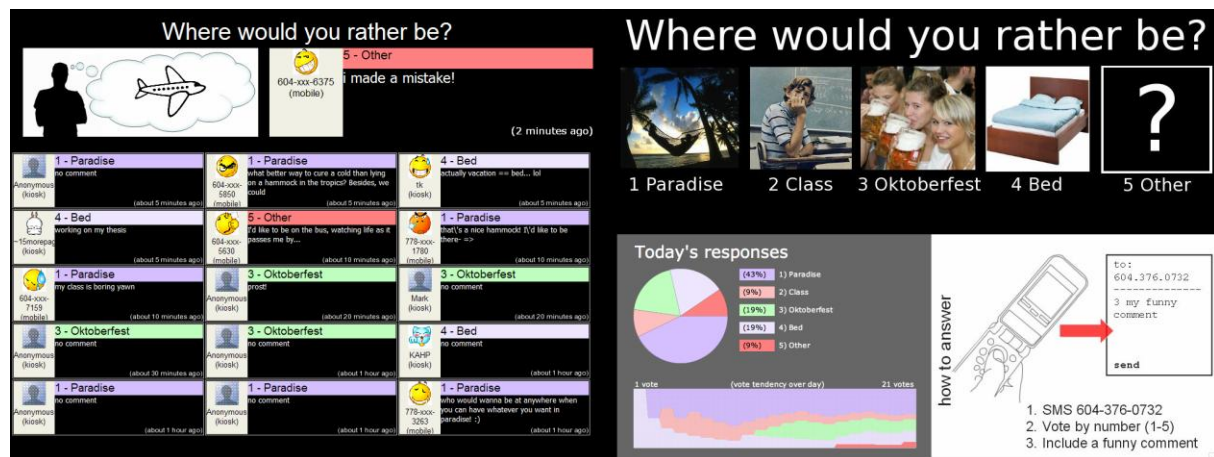 Where would you rather be?
604-xxx-6375
(mobile)
5 - Other
i made a mistake!
(2 minutes ago)
Anonymous
(kiosk)
1 - Paradise
no comment
(about 5 minutes ago)
604-xxx-
5850
(mobile)
1 - Paradise
what better way to cure a cold than lying
on a hammock in the tropics? Besides, we
could
(about 5 minutes ago)
tk
(kiosk)
4 - Bed
actually vacation == bed... lol
(about 5 minutes ago)
~15morepag
(kiosk)
4 - Bed
working on my thesis
(about 5 minutes ago)
604-xxx-
5630
(mobile)
5 - Other
I'd like to be on the bus, watching life as it
passes me by...
(about 10 minutes ago)
778-xxx-
1780
(mobile)
1 - Paradise
that\'s a nice hammock! I\'d like to be
there- =>
(about 10 minutes ago)
604-xxx-
7159
(mobile)
1 - Paradise
my class is boring yawn
(about 10 minutes ago)
Anonymous
(kiosk)
3 - Oktoberfest
prost!
(about 20 minutes ago)
Mark
(kiosk)
3 - Oktoberfest
no comment
(about 20 minutes ago)
Anonymous
(kiosk)
3 - Oktoberfest
no comment
(about 30 minutes ago)
Anonymous
(kiosk)
3 - Oktoberfest
no comment
(about 1 hour ago)
KAHP
(kiosk)
4 - Bed
no comment
(about 1 hour ago)
Anonymous
(kiosk)
1 - Paradise
no comment
(about 1 hour ago)
Anonymous
(kiosk)
1 - Paradise
no comment
(about 1 hour ago)
778-xxx-
3263
(mobile)
1 - Paradise
who would wanna be at anywhere when
you can have whatever you want in
paradise! :)
(about 1 hour ago)
Where would you rather be?
?
1 Paradise
2 Class
3 Oktoberfest
4 Bed
5 Other
Today's responses
(43%) 1) Paradise
(9%) 2) Class
(19%) 3) Oktoberfest
(19%) 4) Bed
(9%) 5) Other
1 vote (vote tendency over day) 21 votes
how to answer
to:
604.376.0732
--------------
3 my funny
comment
send
1. SMS 604-376-0732
2. Vote by number (1-5)
3. Include a funny comment